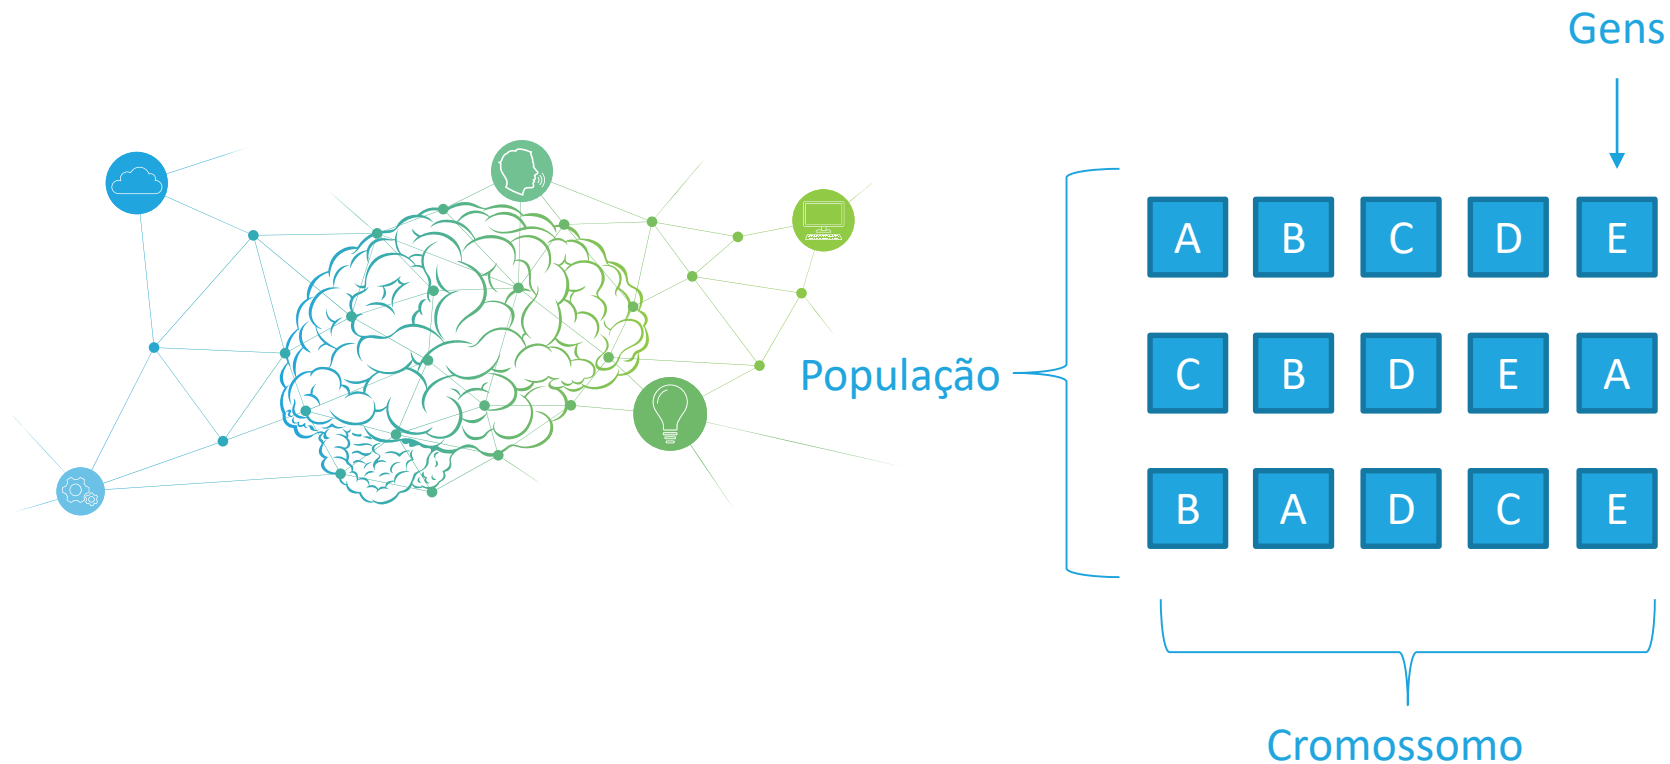 Gens
A B C D E
População
C B D E A
B A D C E
Cromossomo